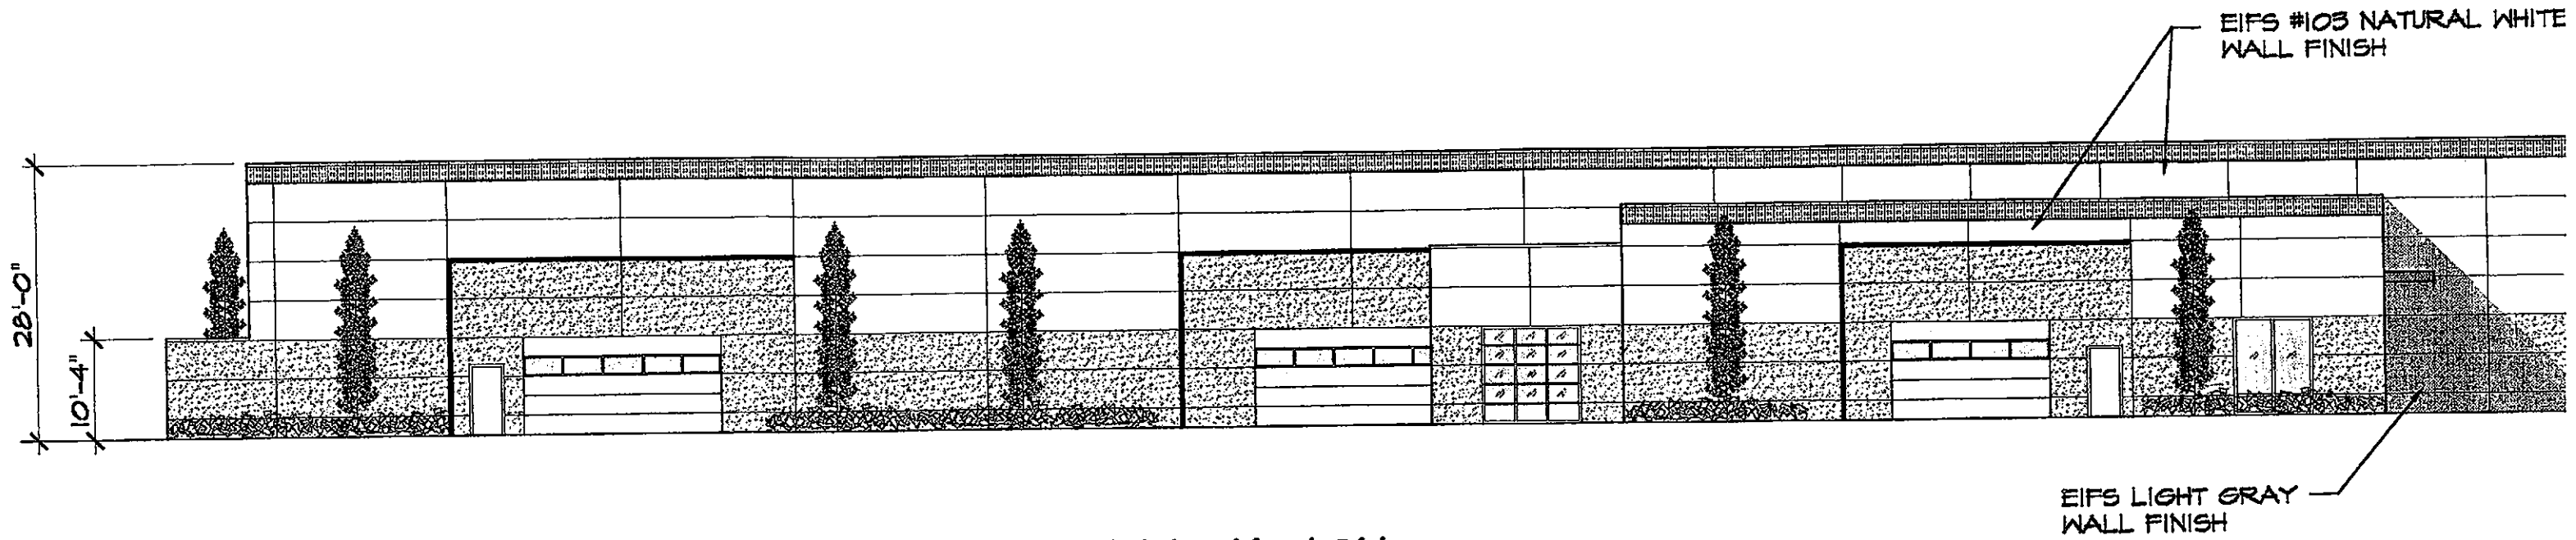 EIFS #103 NATURAL WHITE
WALL FINISH
28'-0"
10'-4"
EIFS LIGHT GRAY
WALL FINISH